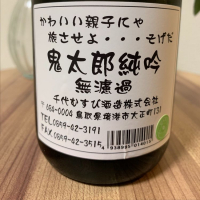 かわいい親子にゃ
旅させよ・・・そげだ
鬼太郎純吟
無濾過
千代むすび酒造株式会社
〒684-0004
鳥取県境港市大正町131
TEL 0859-42-3191
FAX 0859-42-3515